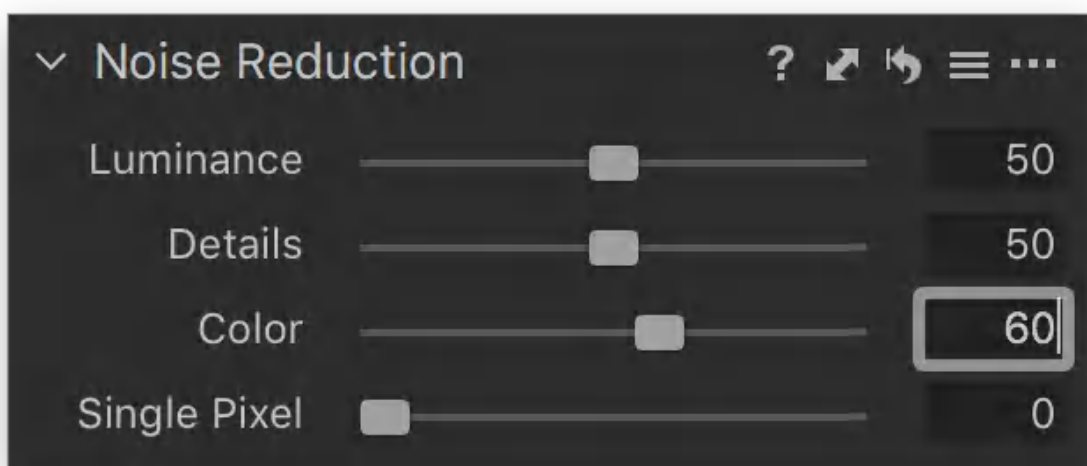 Noise Reduction ? ...
Luminance 50
Details 50
Color 60
Single Pixel 0